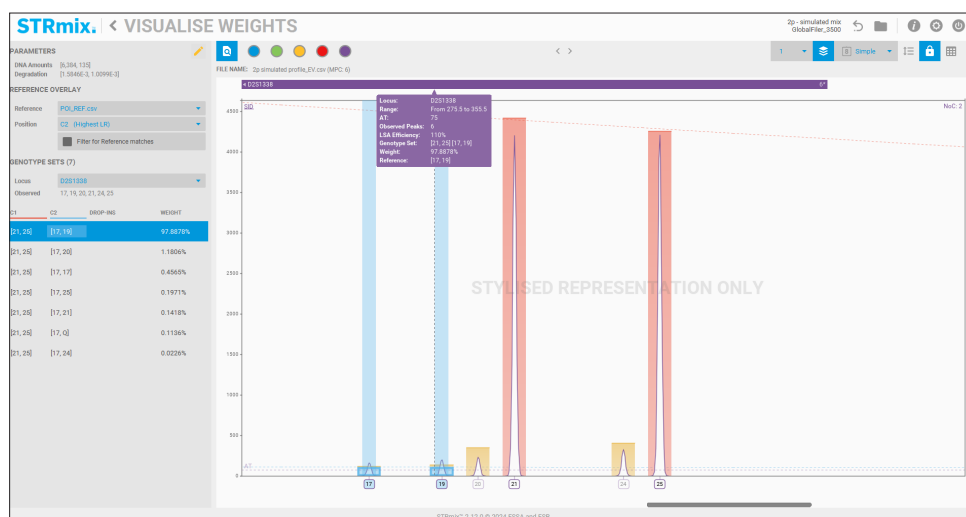 STRmix. < VISUALISE WEIGHTS
2p - simulated mix
GlobalFiler_3500
PARAMETERS
DNA Amounts [6,384, 135]
Degradation [1.5846E-3, 1.0099E-3]
REFERENCE OVERLAY
Reference POI_REF.csv
Position C2 (Highest LR)
Filter for Reference matches
GENOTYPE SETS (7)
Locus D2S1338
Observed 17, 19, 20, 21, 24, 25
C1 C2 DROP-INS WEIGHT
[21, 25] [17, 19] 97.8878%
[21, 25] [17, 20] 1.1806%
[21, 25] [17, 17] 0.4565%
[21, 25] [17, 25] 0.1971%
[21, 25] [17, 21] 0.1418%
[21, 25] [17, Q] 0.1136%
[21, 25] [17, 24] 0.0226%
< > 1 Simple
FILE NAME: 2p simulated profile_EV.csv (MPC: 6)
D2S1338 6*
Locus: D2S1338
Range: From 275.5 to 355.5
AT: 75
Observed Peaks: 6
LSA Efficiency: 110%
Genotype Set: [21, 25] [17, 19]
Weight: 97.8878%
Reference: [17, 19]
SID
NoC: 2
4500
4000
3500
3000
2500
2000
1500
1000
500
0
AT
STYLISED REPRESENTATION ONLY
17 19 20 21 24 25